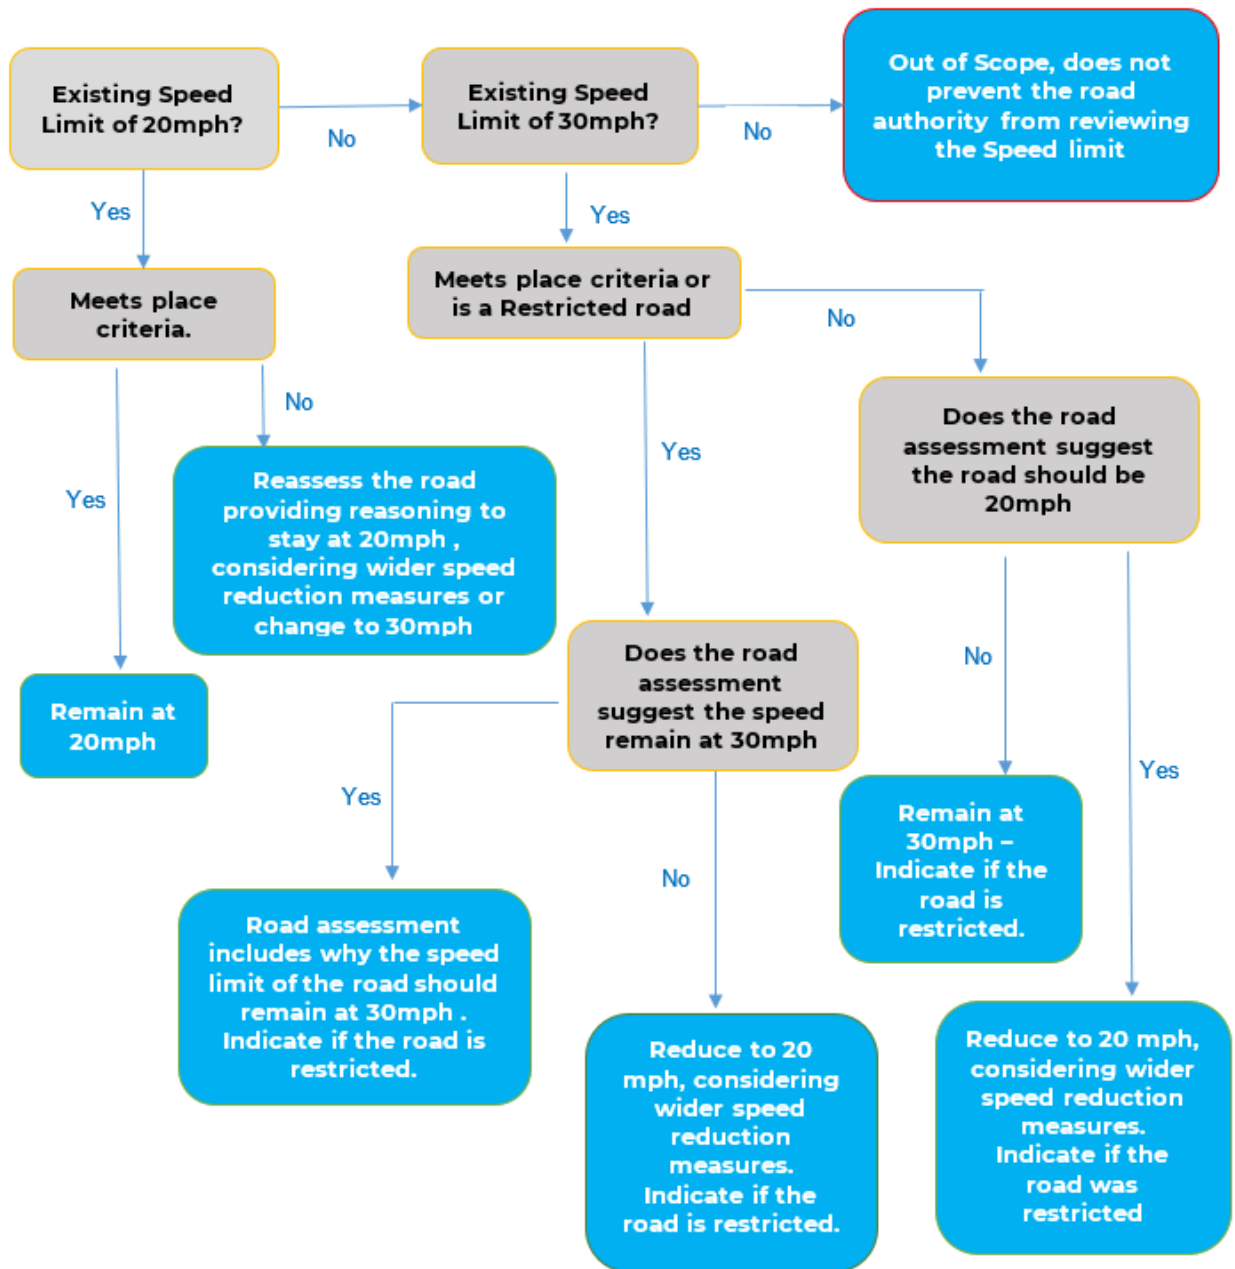 Existing Speed
Limit of 20mph?
No
Existing Speed
Limit of 30mph?
No
Out of Scope, does not
prevent the road
authority from reviewing
the Speed limit
Yes
Yes
Meets place
criteria.
Meets place criteria or
is a Restricted road
No
No
Yes
Reassess the road
providing reasoning to
stay at 20mph ,
considering wider speed
reduction measures or
change to 30mph
Yes
Does the road
assessment suggest
the road should be
20mph
Remain at
20mph
Does the road
assessment
suggest the speed
remain at 30mph
No
Yes
Yes
No
Remain at
30mph –
Indicate if the
road is
restricted.
Road assessment
includes why the speed
limit of the road should
remain at 30mph .
Indicate if the road is
restricted.
Reduce to 20
mph, considering
wider speed
reduction
measures.
Indicate if the
road is restricted.
Reduce to 20 mph,
considering wider
speed reduction
measures.
Indicate if the
road was
restricted